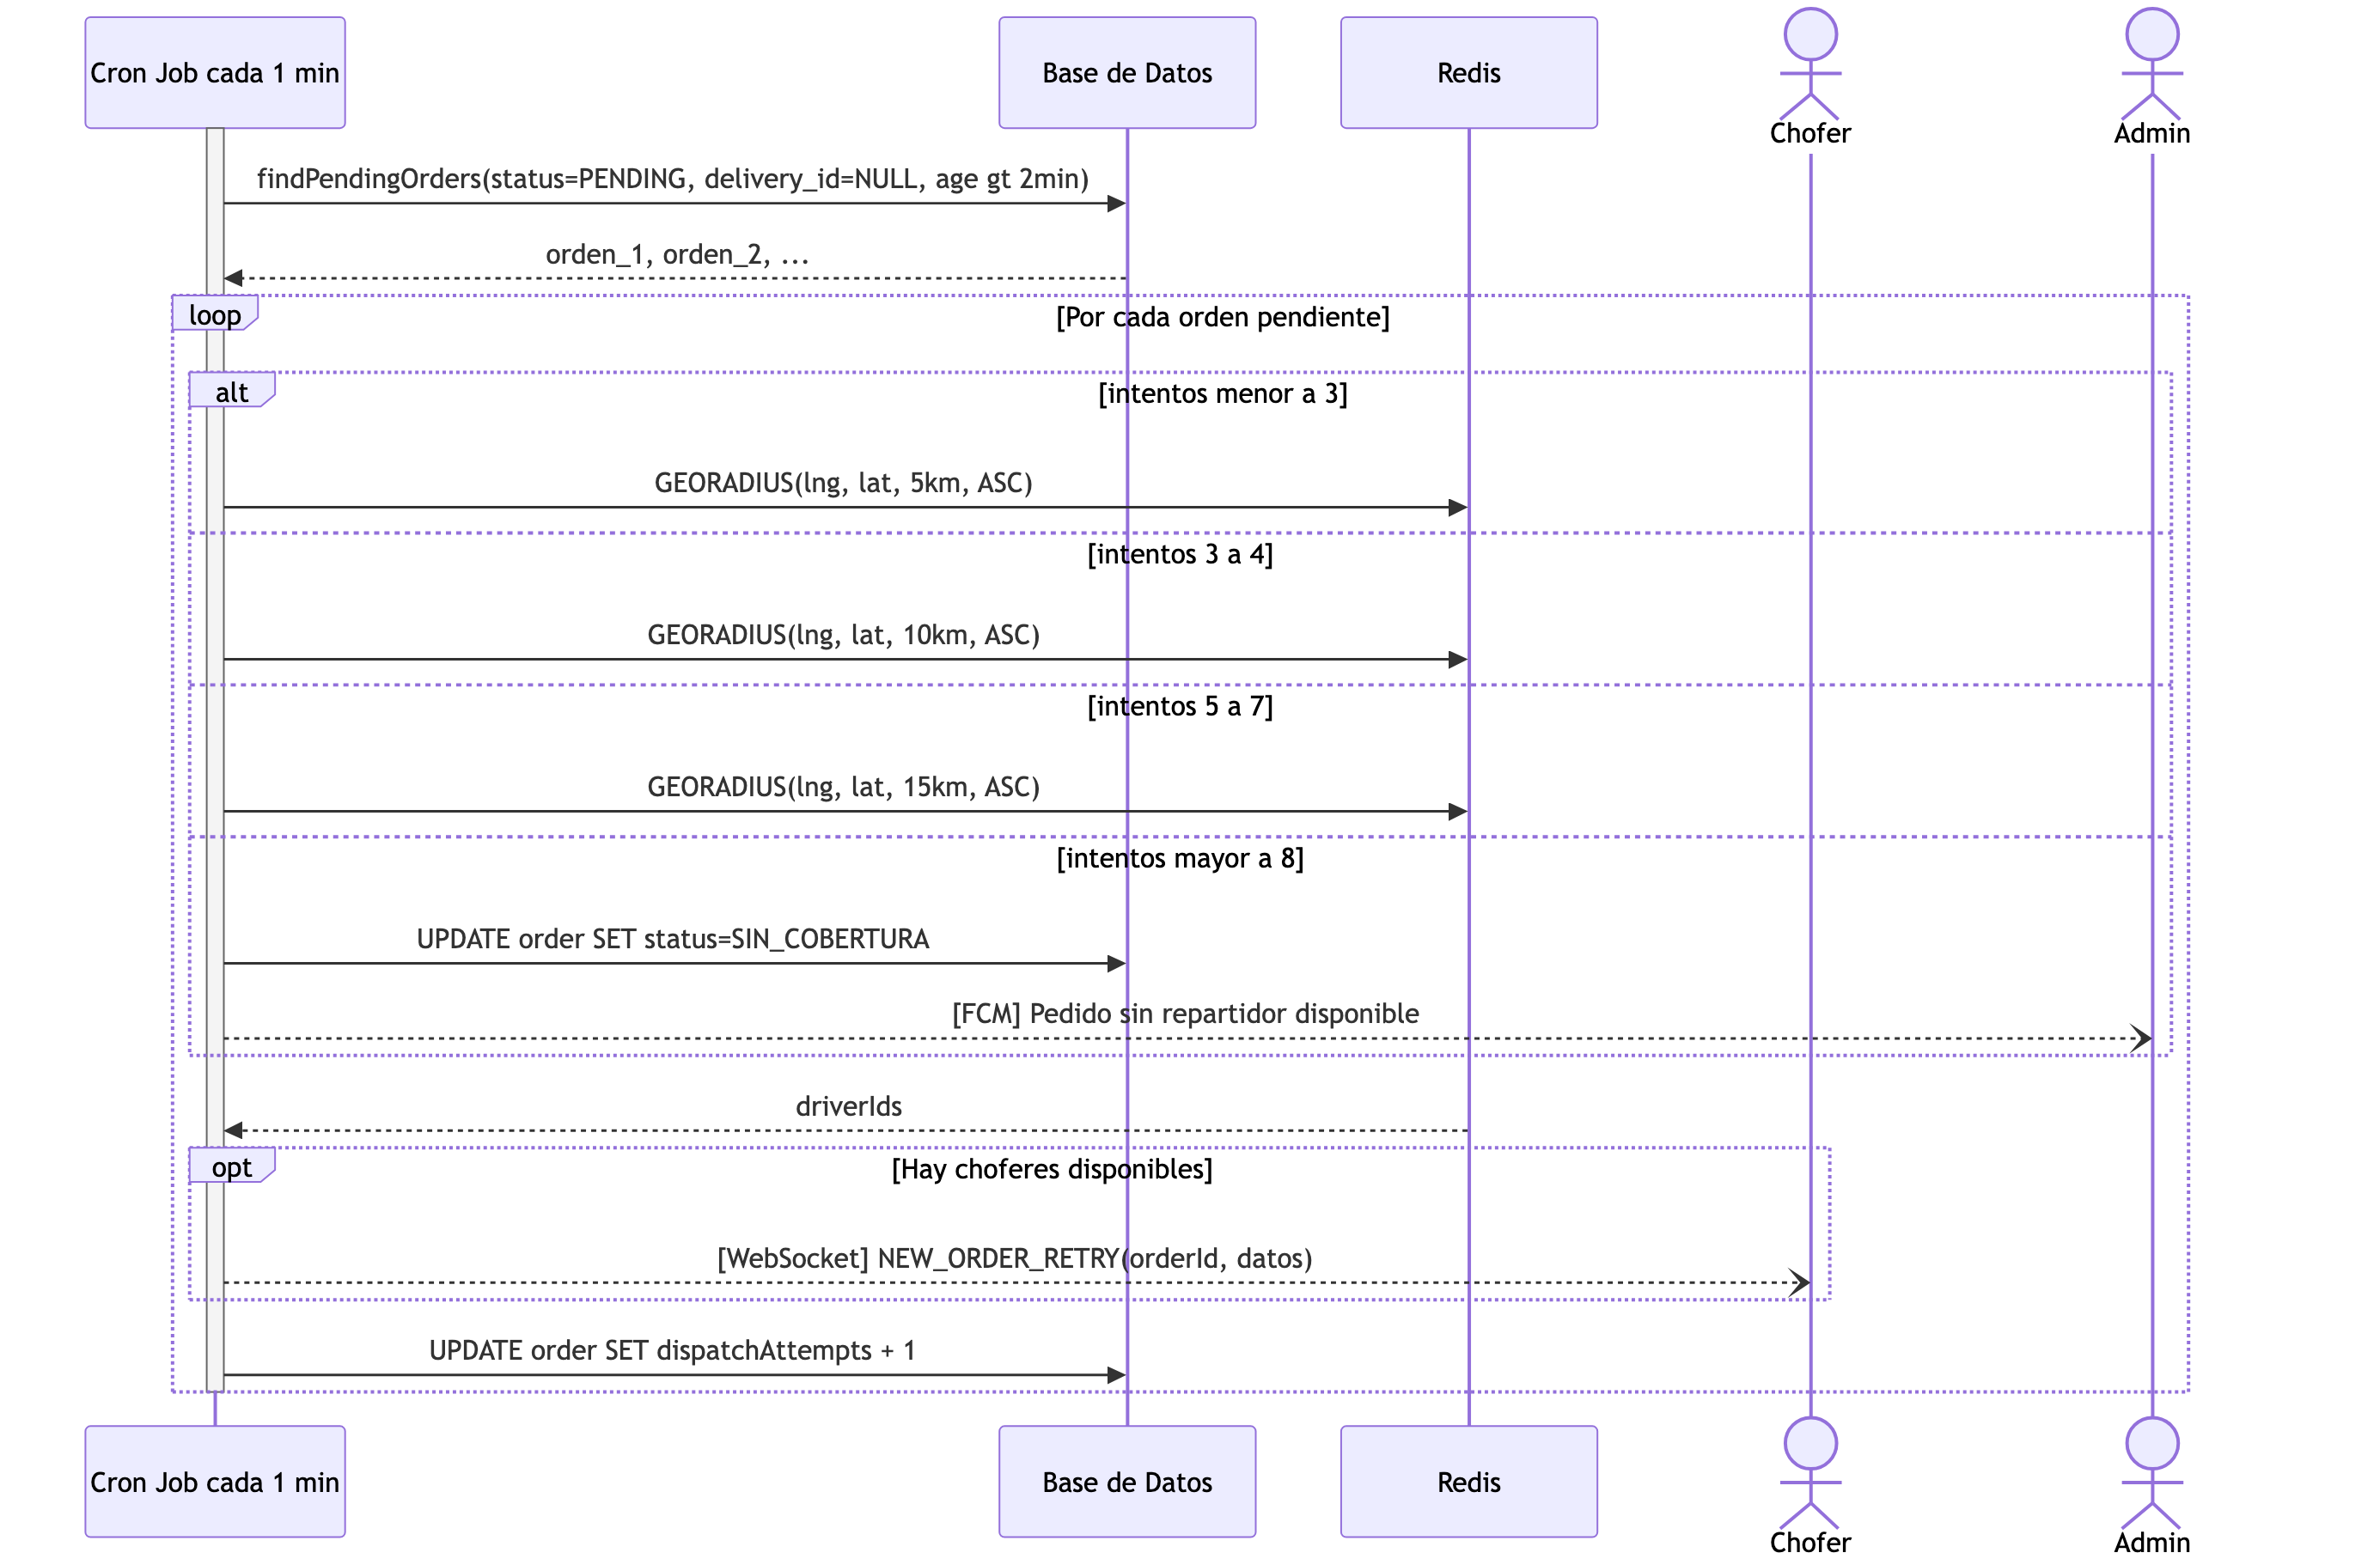 Cron Job cada 1 min
Base de Datos
Redis
Chofer
Admin
findPendingOrders(status=PENDING, delivery_id=NULL, age gt 2min)
orden_1, orden_2, ...
loop
[Por cada orden pendiente]
alt
[intentos menor a 3]
GEORADIUS(lng, lat, 5km, ASC)
[intentos 3 a 4]
GEORADIUS(lng, lat, 10km, ASC)
[intentos 5 a 7]
GEORADIUS(lng, lat, 15km, ASC)
[intentos mayor a 8]
UPDATE order SET status=SIN_COBERTURA
[FCM] Pedido sin repartidor disponible
driverIds
opt
[Hay choferes disponibles]
[WebSocket] NEW_ORDER_RETRY(orderId, datos)
UPDATE order SET dispatchAttempts + 1
Cron Job cada 1 min
Base de Datos
Redis
Chofer
Admin